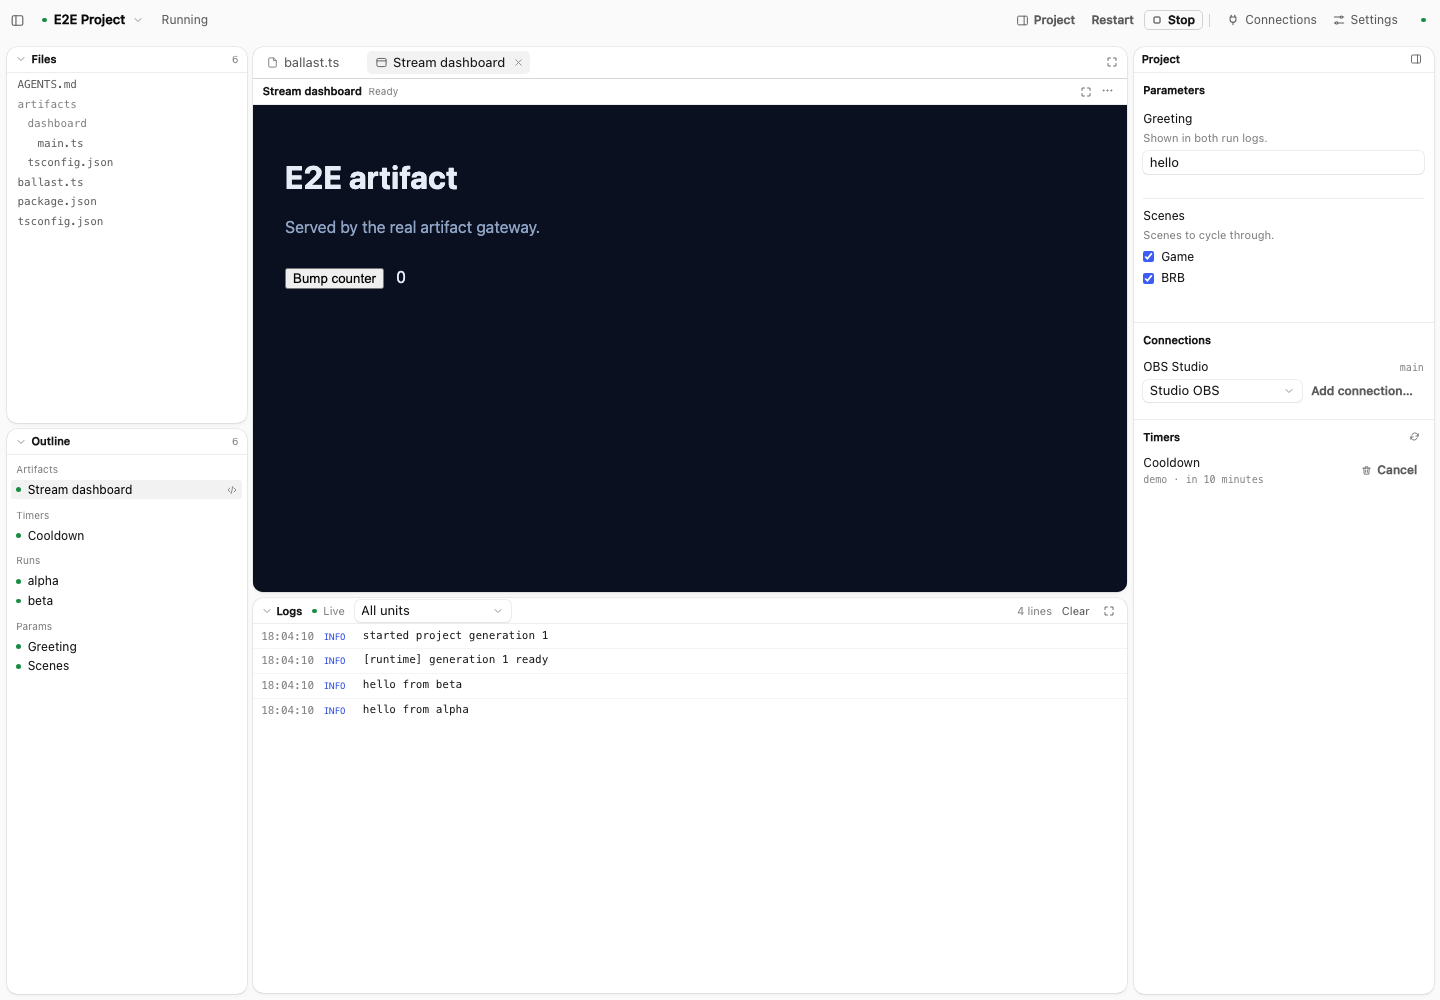 E2E Project
Running
Project
Restart
Stop
Connections
Settings
Files
6
AGENTS.md
artifacts
dashboard
main.ts
tsconfig.json
ballast.ts
package.json
tsconfig.json
Outline
6
Artifacts
Stream dashboard
Timers
Cooldown
Runs
alpha
beta
Params
Greeting
Scenes
ballast.ts
Stream dashboard
Stream dashboard Ready
E2E artifact
Served by the real artifact gateway.
Bump counter 0
Logs
Live
All units
4 lines
Clear
18:04:10 INFO started project generation 1
18:04:10 INFO [runtime] generation 1 ready
18:04:10 INFO hello from beta
18:04:10 INFO hello from alpha
Project
Parameters
Greeting
Shown in both run logs.
hello
Scenes
Scenes to cycle through.
Game
BRB
Connections
OBS Studio main
Studio OBS Add connection...
Timers
Cooldown
demo · in 10 minutes
Cancel